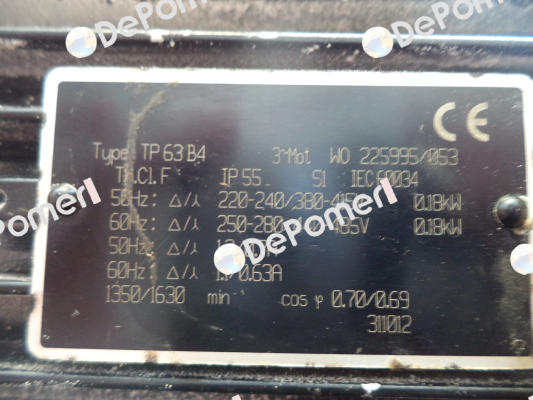 DePomeri DePomeri
CE
Type: TP 63 B4 3~Mot WO 225995/053
Th.Cl. F IP 55 S1 IEC 60034
50Hz: Δ/⅄ 220-240/380- 0.18kW
60Hz: Δ/⅄ 250-280 485V 0.18kW
DePomeri
50Hz: Δ/⅄
60Hz: Δ/⅄ 0.63A
1350/1630 min cos φ 0.70/0.69
311012